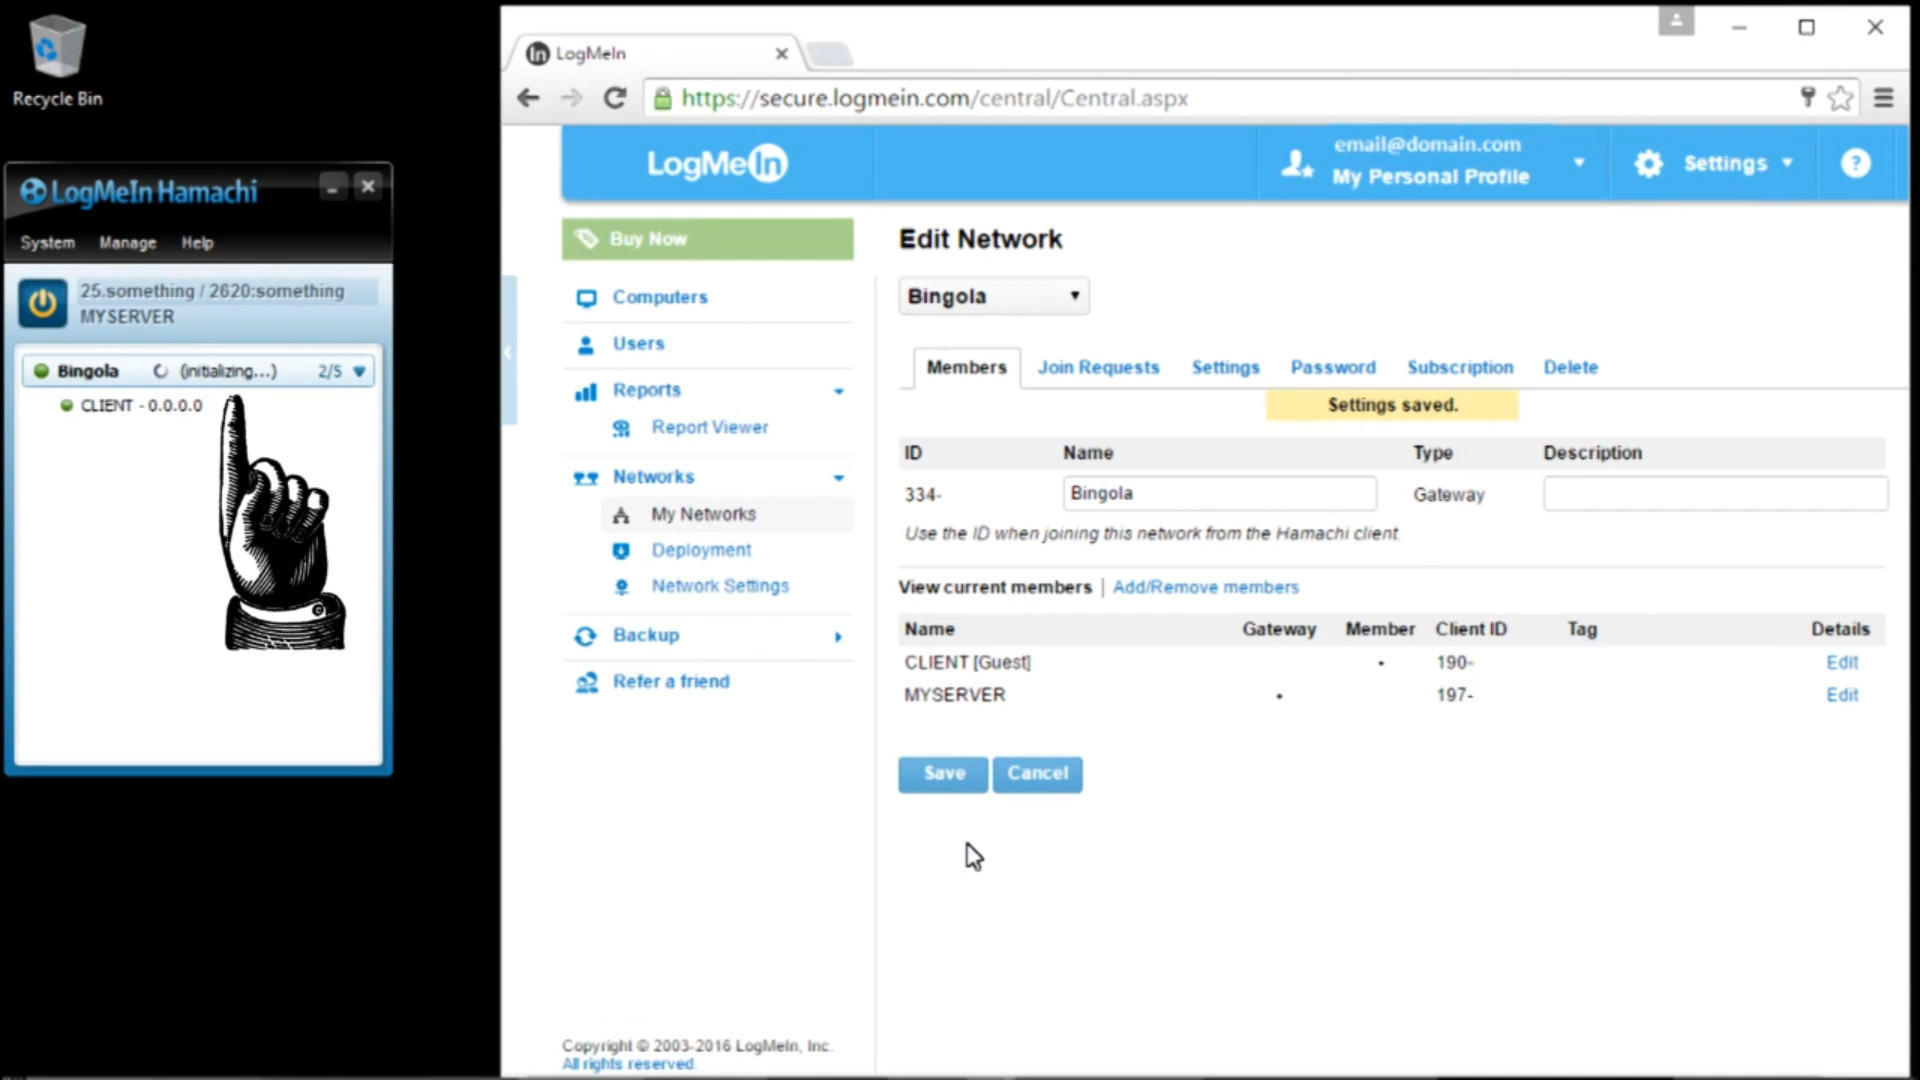 Recycle Bin
LogMeIn Hamachi
System Manage Help
25.something / 2620:something
MYSERVER
Bingola (initializing...) 2/5
CLIENT - 0.0.0.0
LogMeIn
https://secure.logmein.com/central/Central.aspx
LogMeIn
email@domain.com
My Personal Profile
Settings
?
Buy Now
Computers
Users
Reports
Report Viewer
Networks
My Networks
Deployment
Network Settings
Backup
Refer a friend
Edit Network
Bingola
Members Join Requests Settings Password Subscription Delete
Settings saved.
ID Name Type Description
334- Bingola Gateway
Use the ID when joining this network from the Hamachi client.
View current members | Add/Remove members
Name Gateway Member Client ID Tag Details
CLIENT [Guest] • 190- Edit
MYSERVER • 197- Edit
Save Cancel
Copyright © 2003-2016 LogMeIn, Inc.
All rights reserved.